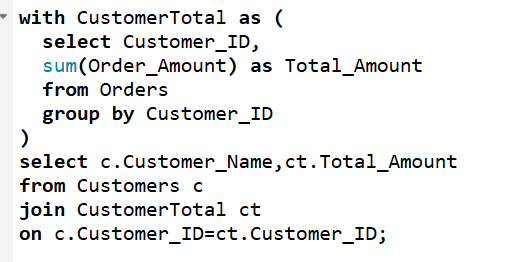 with CustomerTotal as (
  select Customer_ID,
  sum(Order_Amount) as Total_Amount
  from Orders
  group by Customer_ID
)
select c.Customer_Name,ct.Total_Amount
from Customers c
join CustomerTotal ct
on c.Customer_ID=ct.Customer_ID;